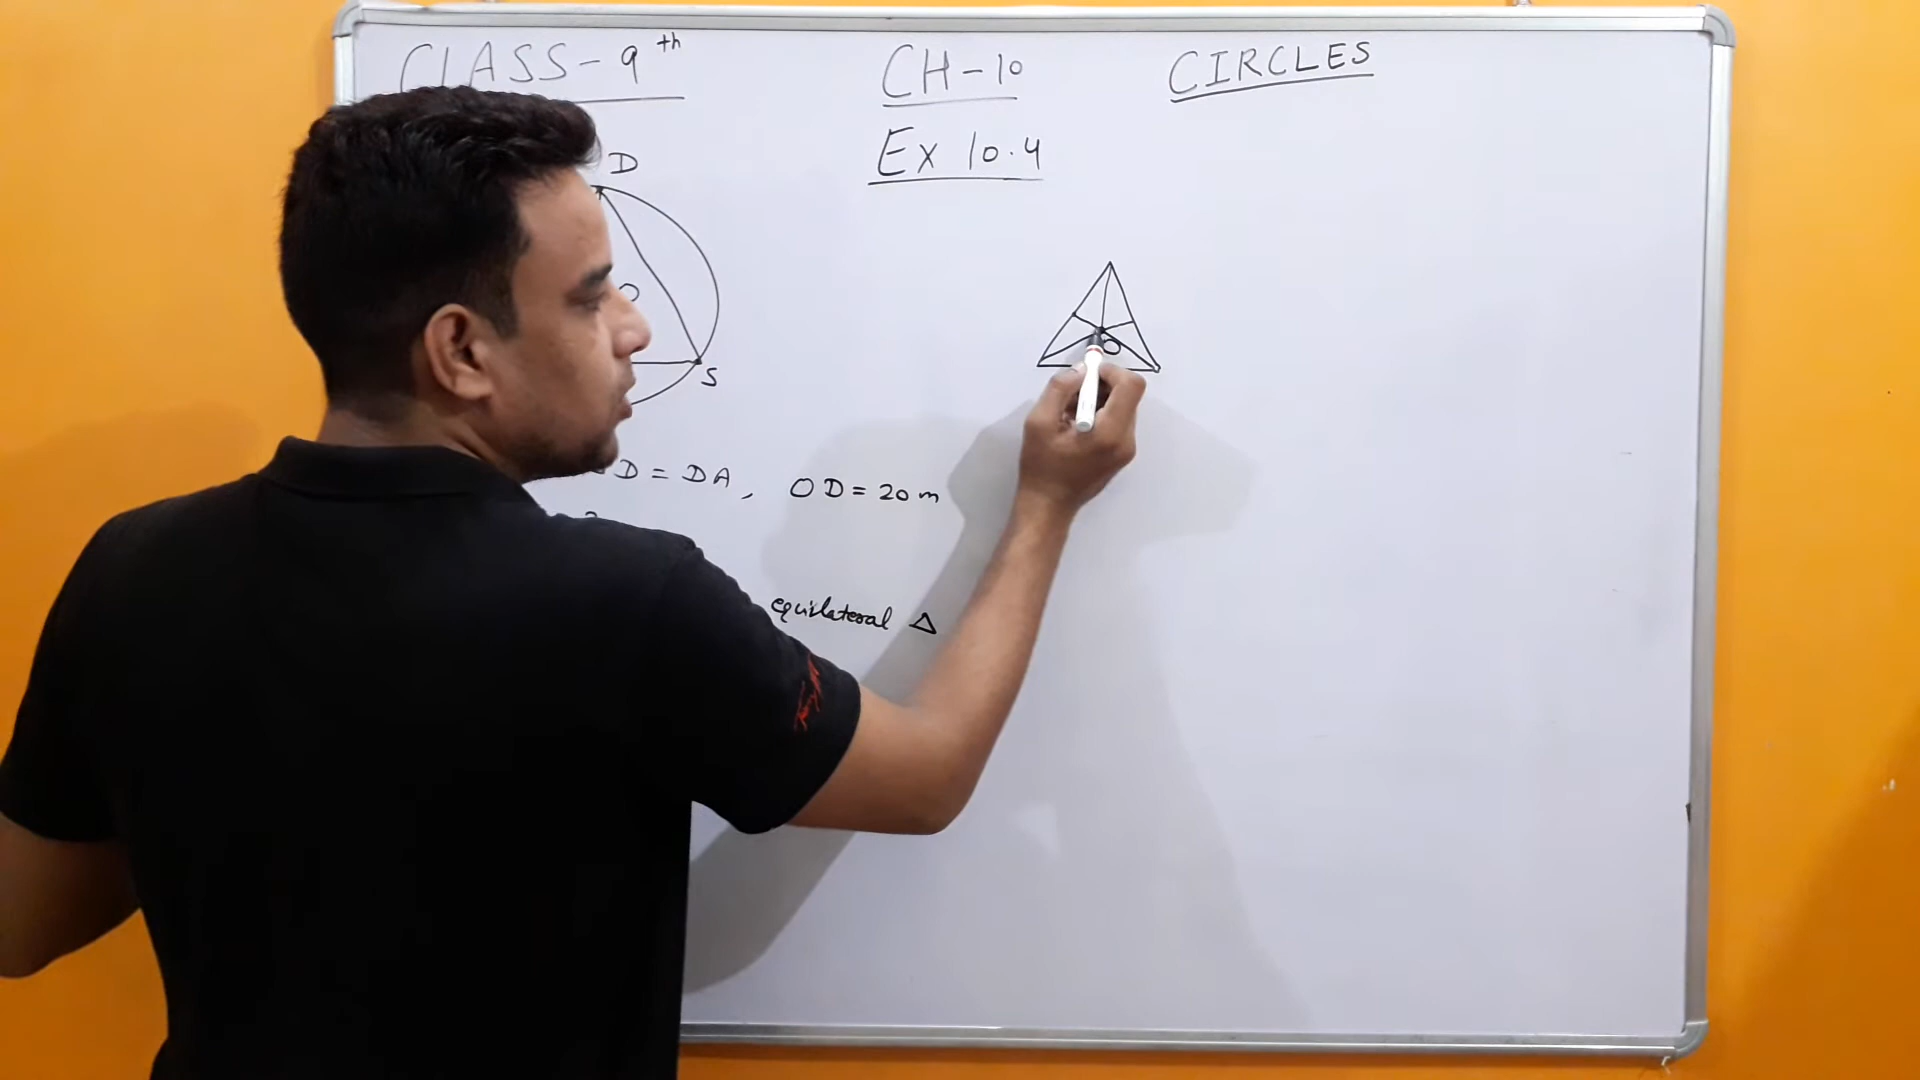 CLASS-9th CH-10 CIRCLES
Ex 10.4
D
O
S
O
D = DA, OD = 20 m
equilateral Δ